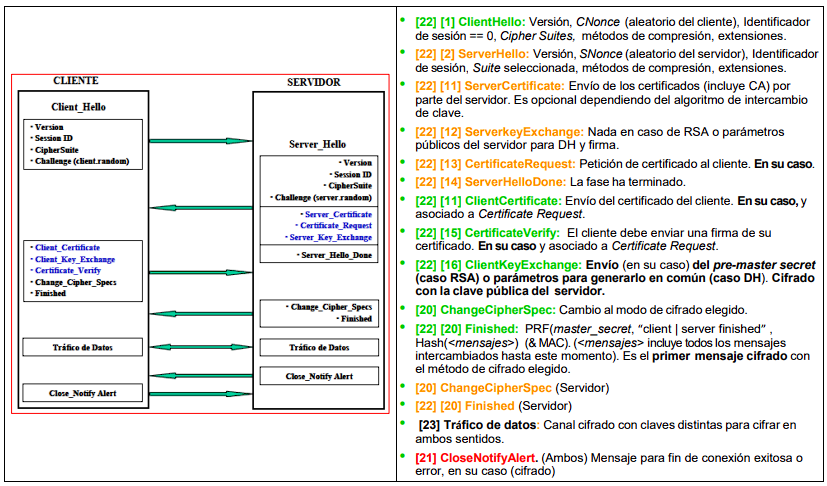 CLIENTE
SERVIDOR
Client_Hello
· Version
· Session ID
· CipherSuite
· Challenge (client.random)
Server_Hello
· Version
· Session ID
· CipherSuite
· Challenge (server.random)
· Server_Certificate
· Certificate_Request
· Server_Key_Exchange
· Server_Hello_Done
· Client_Certificate
· Client_Key_Exchange
· Certificate_Verify
· Change_Cipher_Specs
· Finished
· Change_Cipher_Specs
· Finished
Tráfico de Datos
Tráfico de Datos
Close_Notify Alert
Close_Notify Alert
• [22] [1] ClientHello: Versión, CNonce (aleatorio del cliente), Identificador
de sesión == 0, Cipher Suites, métodos de compresión, extensiones.
• [22] [2] ServerHello: Versión, SNonce (aleatorio del servidor), Identificador
de sesión, Suite seleccionada, métodos de compresión, extensiones.
• [22] [11] ServerCertificate: Envío de los certificados (incluye CA) por
parte del servidor. Es opcional dependiendo del algoritmo de intercambio
de clave.
• [22] [12] ServerkeyExchange: Nada en caso de RSA o parámetros
públicos del servidor para DH y firma.
• [22] [13] CertificateRequest: Petición de certificado al cliente. En su caso.
• [22] [14] ServerHelloDone: La fase ha terminado.
• [22] [11] ClientCertificate: Envío del certificado del cliente. En su caso, y
asociado a Certificate Request.
• [22] [15] CertificateVerify: El cliente debe enviar una firma de su
certificado. En su caso y asociado a Certificate Request.
• [22] [16] ClientKeyExchange: Envío (en su caso) del pre-master secret
(caso RSA) o parámetros para generarlo en común (caso DH). Cifrado
con la clave pública del servidor.
• [20] ChangeCipherSpec: Cambio al modo de cifrado elegido.
• [22] [20] Finished: PRF(master_secret, "client | server finished" ,
Hash(<mensajes>) (& MAC). (<mensajes> incluye todos los mensajes
intercambiados hasta este momento). Es el primer mensaje cifrado con
el método de cifrado elegido.
• [20] ChangeCipherSpec (Servidor)
• [22] [20] Finished (Servidor)
• [23] Tráfico de datos: Canal cifrado con claves distintas para cifrar en
ambos sentidos.
• [21] CloseNotifyAlert. (Ambos) Mensaje para fin de conexión exitosa o
error, en su caso (cifrado)